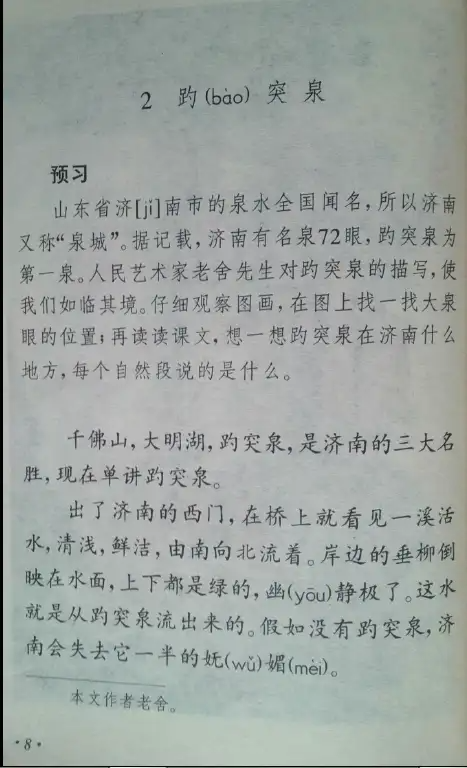 2 趵(bào)突泉
预习
山东省济[jǐ]南市的泉水全国闻名,所以济南
又称“泉城”。据记载,济南有名泉72眼,趵突泉为
第一泉。人民艺术家老舍先生对趵突泉的描写,使
我们如临其境。仔细观察图画,在图上找一找大泉
眼的位置;再读读课文,想一想趵突泉在济南什么
地方,每个自然段说的是什么。
千佛山,大明湖,趵突泉,是济南的三大名
胜,现在单讲趵突泉。
出了济南的西门,在桥上就看见一溪活
水,清浅,鲜洁,由南向北流着。岸边的垂柳倒
映在水面,上下都是绿的,幽(yōu)静极了。这水
就是从趵突泉流出来的。假如没有趵突泉,济
南会失去它一半的妩(wǔ)媚(mèi)。
本文作者老舍。
·8·